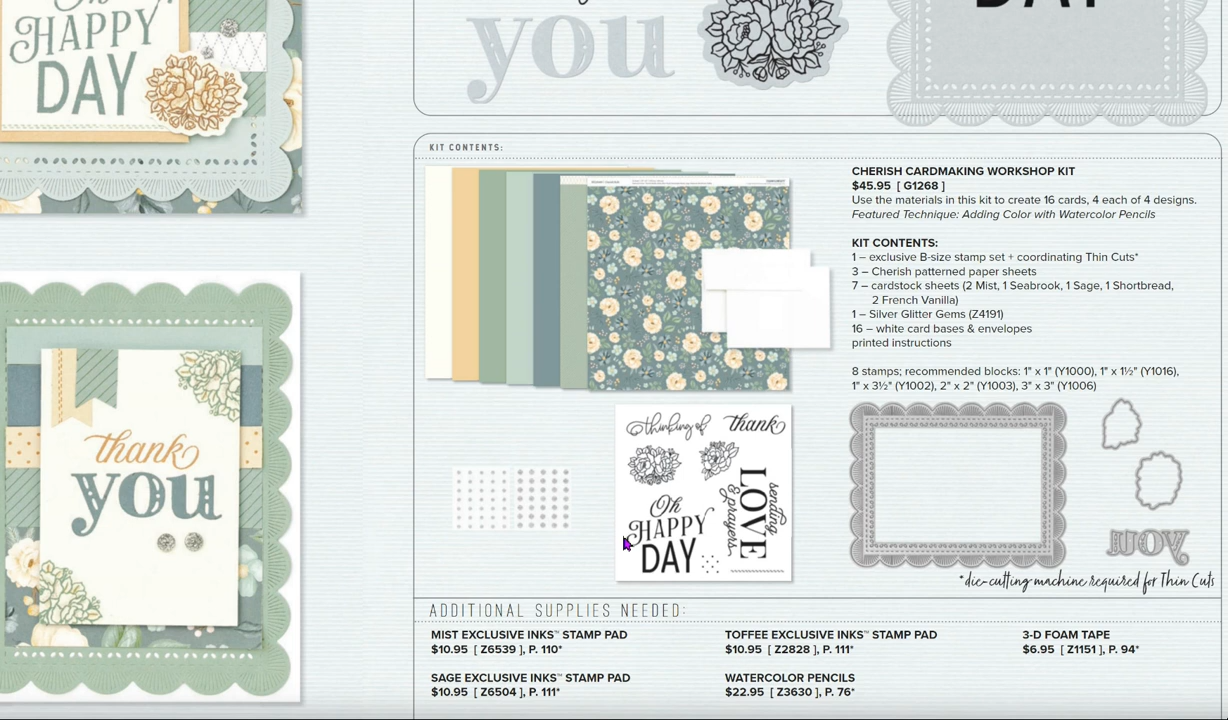 Oh
HAPPY
DAY
thank
you
you
DAY
KIT CONTENTS:
CHERISH CARDMAKING WORKSHOP KIT
$45.95 [ G1268 ]
Use the materials in this kit to create 16 cards, 4 each of 4 designs.
Featured Technique: Adding Color with Watercolor Pencils
KIT CONTENTS:
1 – exclusive B-size stamp set + coordinating Thin Cuts*
3 – Cherish patterned paper sheets
7 – cardstock sheets (2 Mist, 1 Seabrook, 1 Sage, 1 Shortbread,
2 French Vanilla)
1 – Silver Glitter Gems (Z4191)
16 – white card bases & envelopes
printed instructions
8 stamps; recommended blocks: 1" x 1" (Y1000), 1" x 1½" (Y1016),
1" x 3½" (Y1002), 2" x 2" (Y1003), 3" x 3" (Y1006)
thinking of
thank
Oh
HAPPY
DAY
sending
LOVE
& prayers
you
*die-cutting machine required for Thin Cuts
ADDITIONAL SUPPLIES NEEDED:
MIST EXCLUSIVE INKS™ STAMP PAD
$10.95 [ Z6539 ], P. 110*
SAGE EXCLUSIVE INKS™ STAMP PAD
$10.95 [ Z6504 ], P. 111*
TOFFEE EXCLUSIVE INKS™ STAMP PAD
$10.95 [ Z2828 ], P. 111*
WATERCOLOR PENCILS
$22.95 [ Z3630 ], P. 76*
3-D FOAM TAPE
$6.95 [ Z1151 ], P. 94*